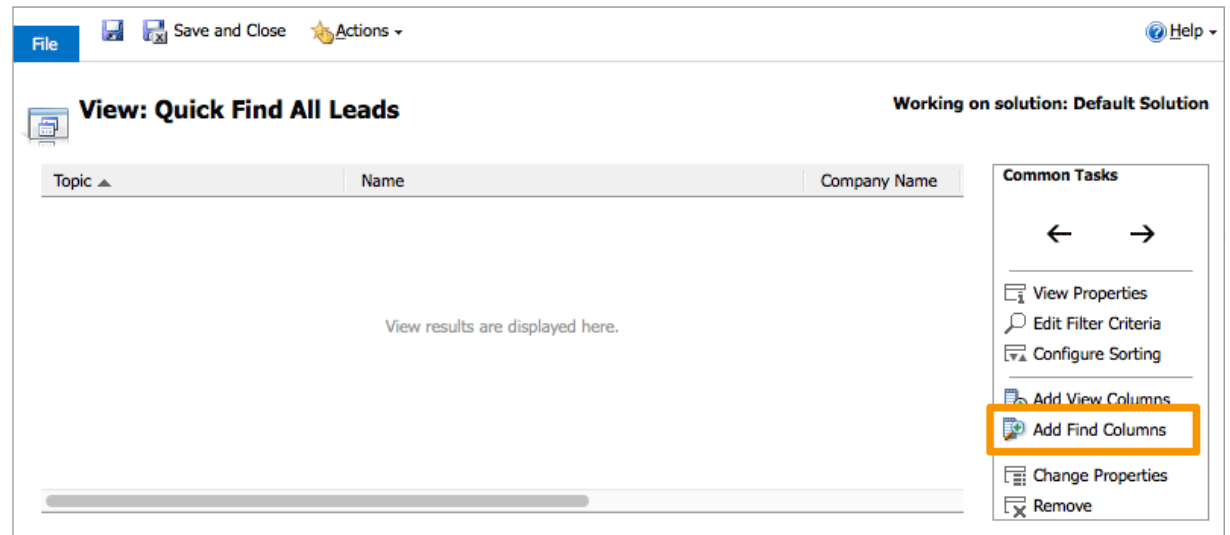 File Save and Close Actions Help
View: Quick Find All Leads
Working on solution: Default Solution
Topic Name Company Name
View results are displayed here.
Common Tasks
View Properties
Edit Filter Criteria
Configure Sorting
Add View Columns
Add Find Columns
Change Properties
Remove